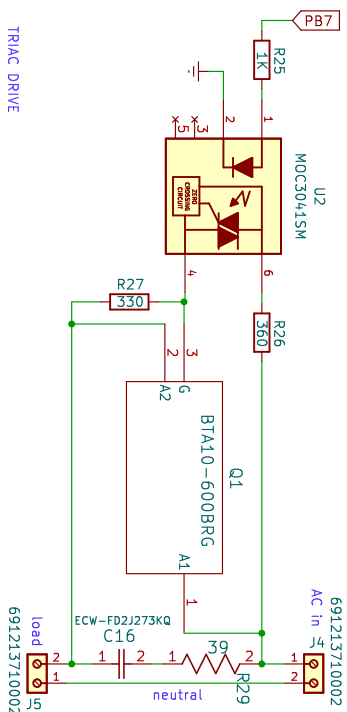 PB7
R25
1K
TRIAC DRIVE
2
1
5
3
U2
MOC3041SM
ZERO
CROSSING
CIRCUIT
4
6
R27
330
R26
360
2
3
A2
G
Q1
BTA10-600BRG
A1
1
ECW-FD2J273KQ
C16
1
2
1
39
2
R29
AC in
J4
691213710002
1
2
load
691213710002
2
1
J5
neutral